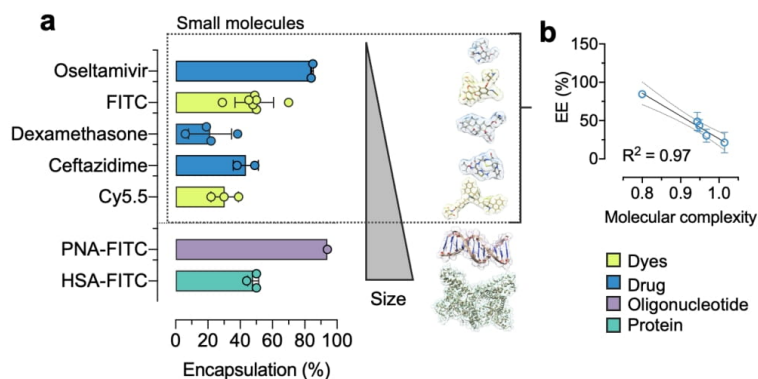 a
Small molecules
Oseltamivir
FITC
Dexamethasone
Ceftazidime
Cy5.5
PNA-FITC
HSA-FITC
Size
0 20 40 60 80 100
Encapsulation (%)
b
150
100
50
0
EE (%)
R² = 0.97
0.8 0.9 1.0
Molecular complexity
Dyes
Drug
Oligonucleotide
Protein